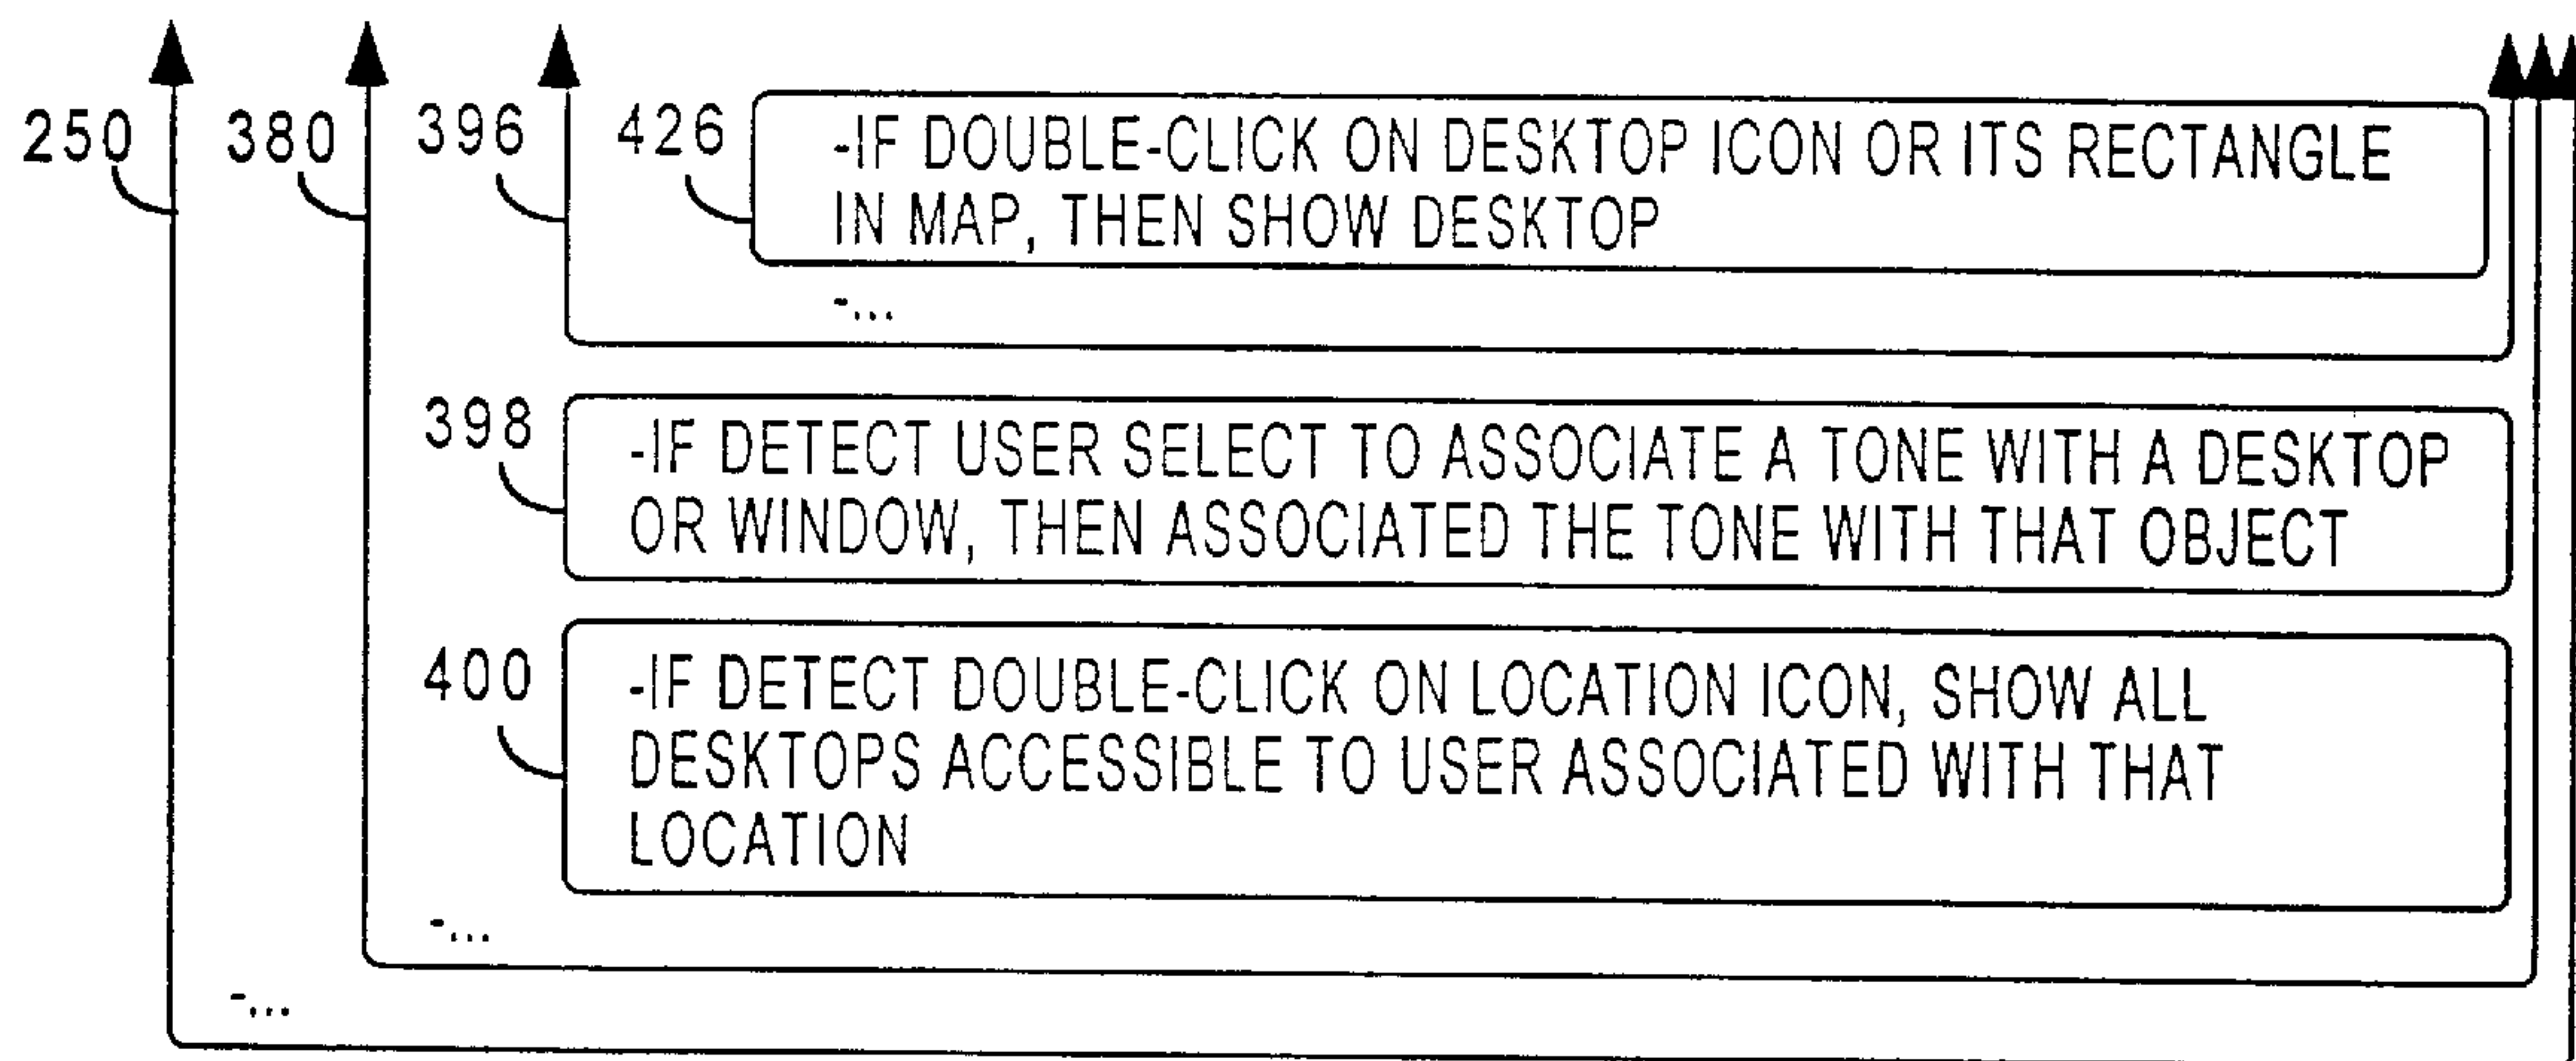 250 380 396 426 -IF DOUBLE-CLICK ON DESKTOP ICON OR ITS RECTANGLE
IN MAP, THEN SHOW DESKTOP
-...
398 -IF DETECT USER SELECT TO ASSOCIATE A TONE WITH A DESKTOP
OR WINDOW, THEN ASSOCIATED THE TONE WITH THAT OBJECT
400 -IF DETECT DOUBLE-CLICK ON LOCATION ICON, SHOW ALL
DESKTOPS ACCESSIBLE TO USER ASSOCIATED WITH THAT
LOCATION
-...
-...